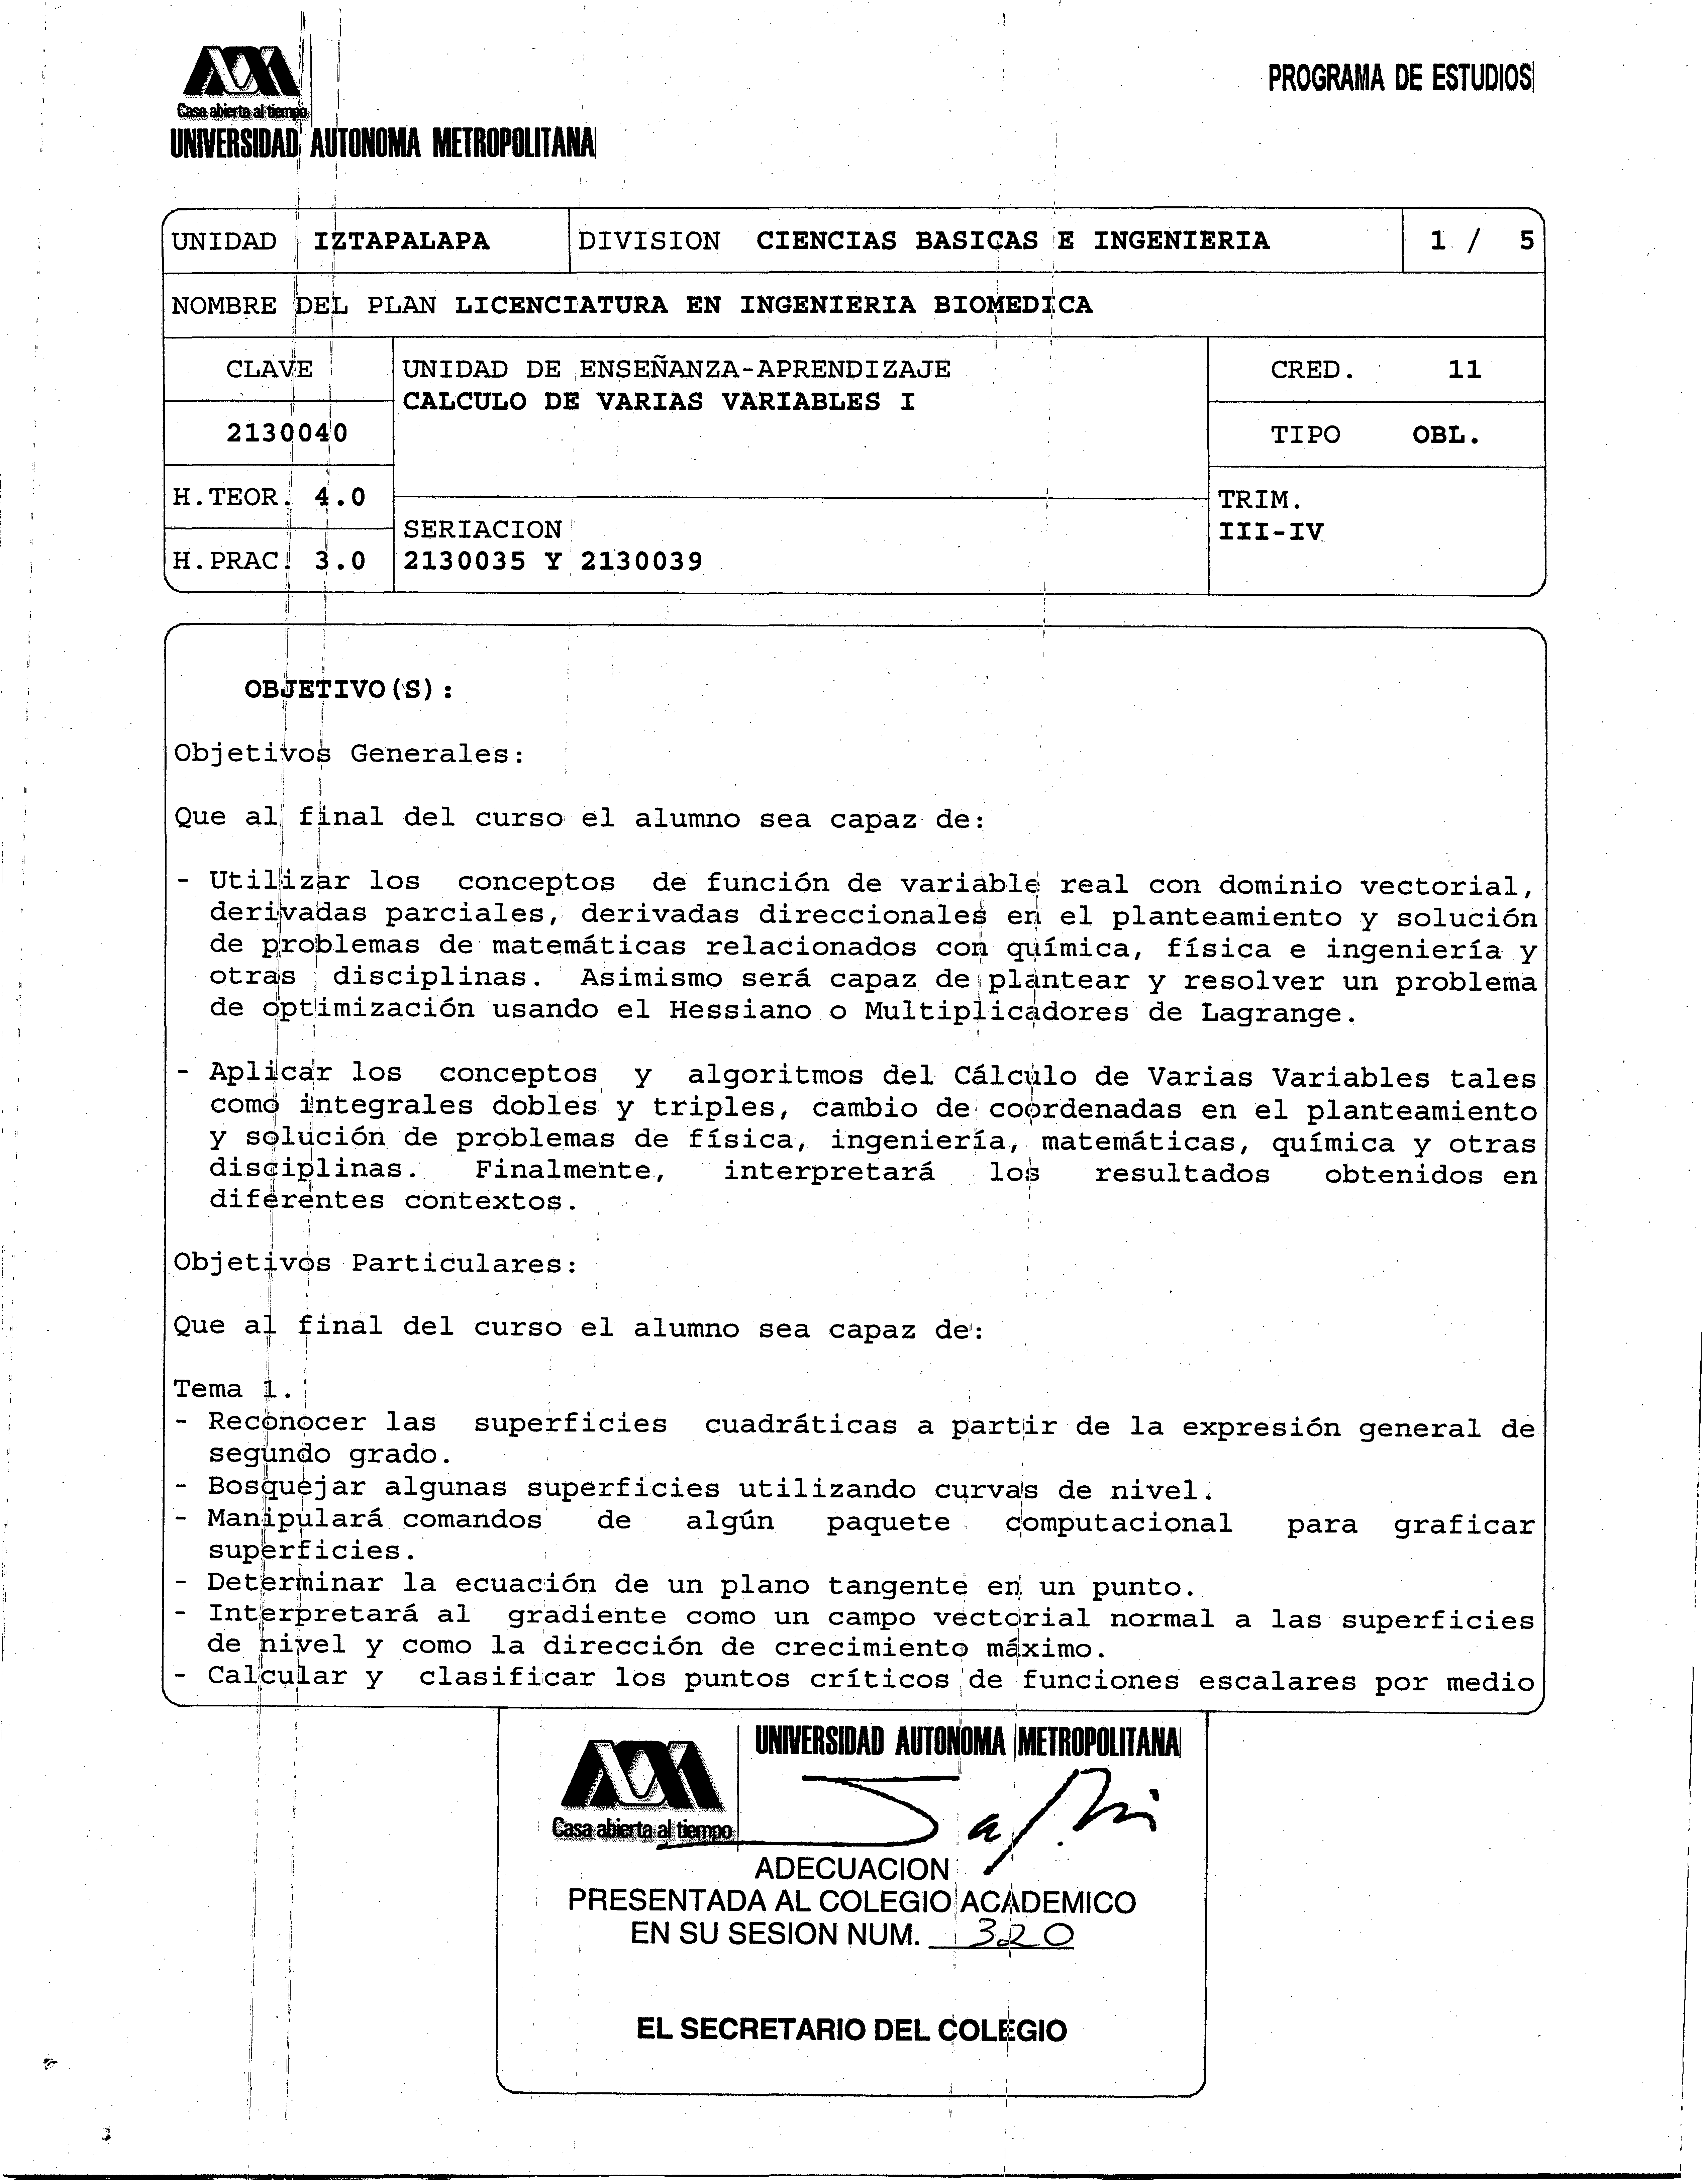 Casa abierta al tiempo
UNIVERSIDAD AUTONOMA METROPOLITANA
PROGRAMA DE ESTUDIOS
UNIDAD IZTAPALAPA
DIVISION CIENCIAS BASICAS E INGENIERIA
1 / 5
NOMBRE DEL PLAN LICENCIATURA EN INGENIERIA BIOMEDICA
CLAVE
2130040
H.TEOR. 4.0
H.PRAC. 3.0
UNIDAD DE ENSEÑANZA-APRENDIZAJE
CALCULO DE VARIAS VARIABLES I
SERIACION
2130035 Y 2130039
CRED. 11
TIPO OBL.
TRIM.
III-IV
OBJETIVO(S):
Objetivos Generales:
Que al final del curso el alumno sea capaz de:
- Utilizar los conceptos de función de variable real con dominio vectorial,
derivadas parciales, derivadas direccionales en el planteamiento y solución
de problemas de matemáticas relacionados con química, física e ingeniería y
otras disciplinas. Asimismo será capaz de plantear y resolver un problema
de optimización usando el Hessiano o Multiplicadores de Lagrange.
- Aplicar los conceptos y algoritmos del Cálculo de Varias Variables tales
como integrales dobles y triples, cambio de coordenadas en el planteamiento
y solución de problemas de física, ingeniería, matemáticas, química y otras
disciplinas. Finalmente, interpretará los resultados obtenidos en
diferentes contextos.
Objetivos Particulares:
Que al final del curso el alumno sea capaz de:
Tema 1.
- Reconocer las superficies cuadráticas a partir de la expresión general de
segundo grado.
- Bosquejar algunas superficies utilizando curvas de nivel.
- Manipulará comandos de algún paquete computacional para graficar
superficies.
- Determinar la ecuación de un plano tangente en un punto.
- Interpretará al gradiente como un campo vectorial normal a las superficies
de nivel y como la dirección de crecimiento máximo.
- Calcular y clasificar los puntos críticos de funciones escalares por medio
Casa abierta al tiempo
UNIVERSIDAD AUTONOMA METROPOLITANA
ADECUACION
PRESENTADA AL COLEGIO ACADEMICO
EN SU SESION NUM. 320
EL SECRETARIO DEL COLEGIO